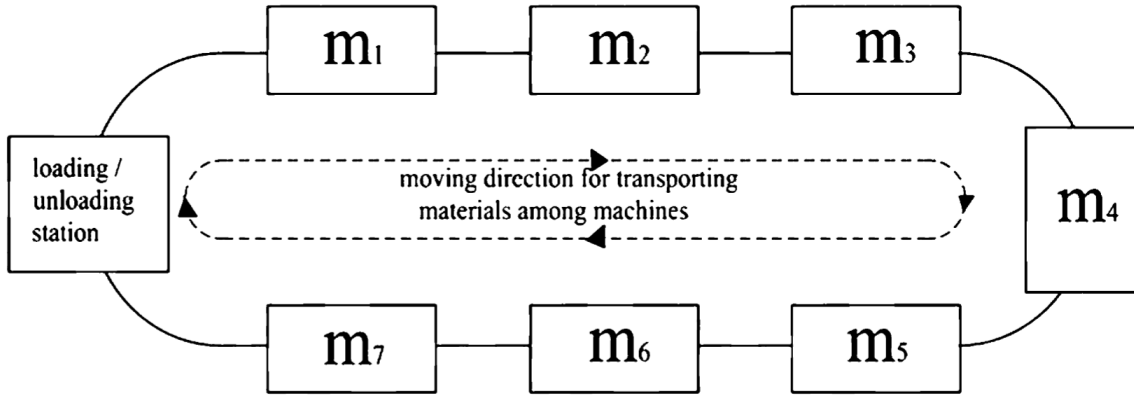 m1
m2
m3
loading /
unloading
station
moving direction for transporting
materials among machines
m4
m7
m6
m5